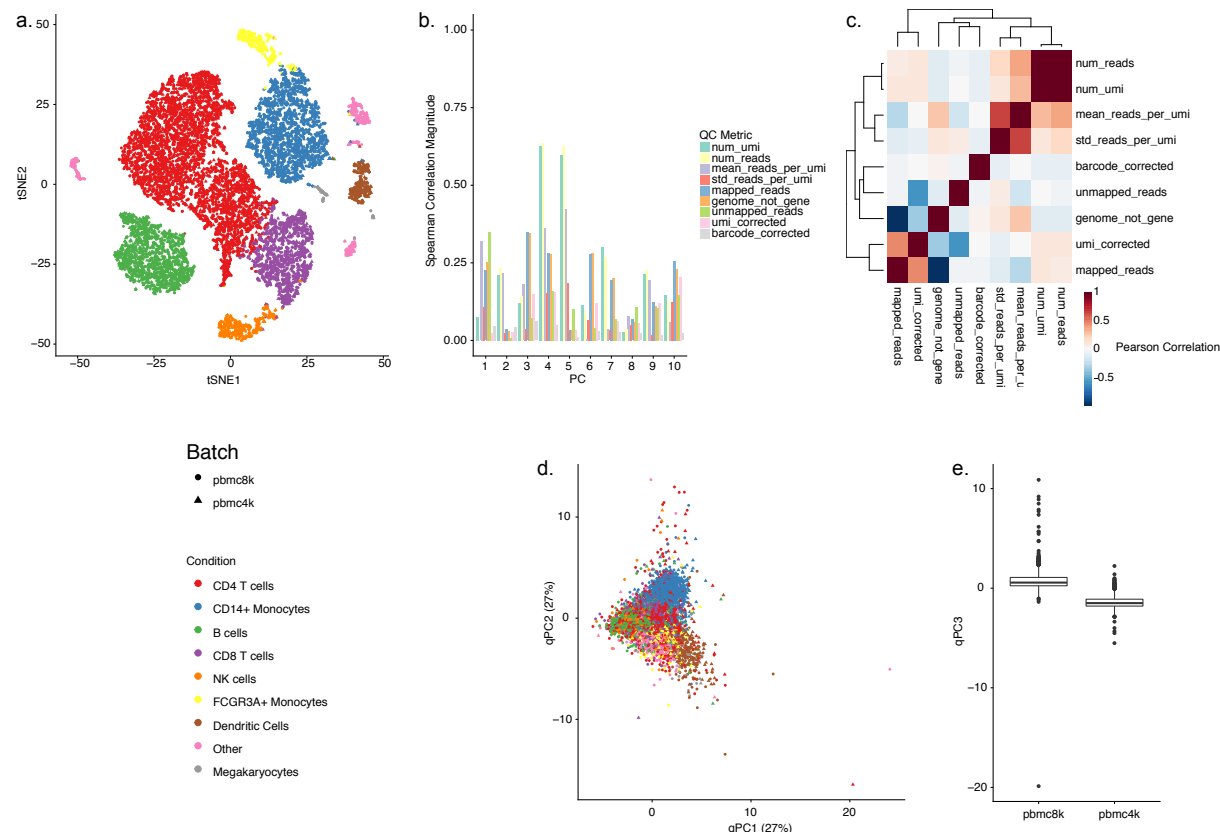 a.
50
25
0
−25
−50
tSNE2
−50
−25
0
25
50
tSNE1
b.
1.00
0.75
0.50
0.25
0.00
Spearman Correlation Magnitude
1 2 3 4 5 6 7 8 9 10
PC
QC Metric
num_umi
num_reads
mean_reads_per_umi
std_reads_per_umi
mapped_reads
genome_not_gene
unmapped_reads
umi_corrected
barcode_corrected
c.
num_reads
num_umi
mean_reads_per_umi
std_reads_per_umi
barcode_corrected
unmapped_reads
genome_not_gene
umi_corrected
mapped_reads
mapped_reads
umi_corrected
genome_not_gene
unmapped_reads
barcode_corrected
std_reads_per_umi
mean_reads_per_u
num_umi
num_reads
1
0.5
0
-0.5
Pearson Correlation
Batch
pbmc8k
pbmc4k
Condition
CD4 T cells
CD14+ Monocytes
B cells
CD8 T cells
NK cells
FCGR3A+ Monocytes
Dendritic Cells
Other
Megakaryocytes
d.
10
0
−10
qPC2 (27%)
0
10
20
qPC1 (27%)
e.
10
0
−10
−20
qPC3
pbmc8k
pbmc4k